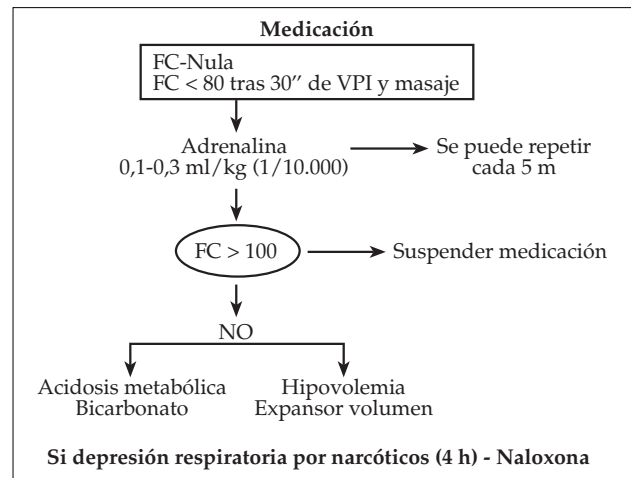 Medicación
FC-Nula
FC < 80 tras 30″ de VPI y masaje
Adrenalina
0,1-0,3 ml/kg (1/10.000)
Se puede repetir
cada 5 m
FC > 100
Suspender medicación
NO
Acidosis metabólica
Bicarbonato
Hipovolemia
Expansor volumen
Si depresión respiratoria por narcóticos (4 h) - Naloxona